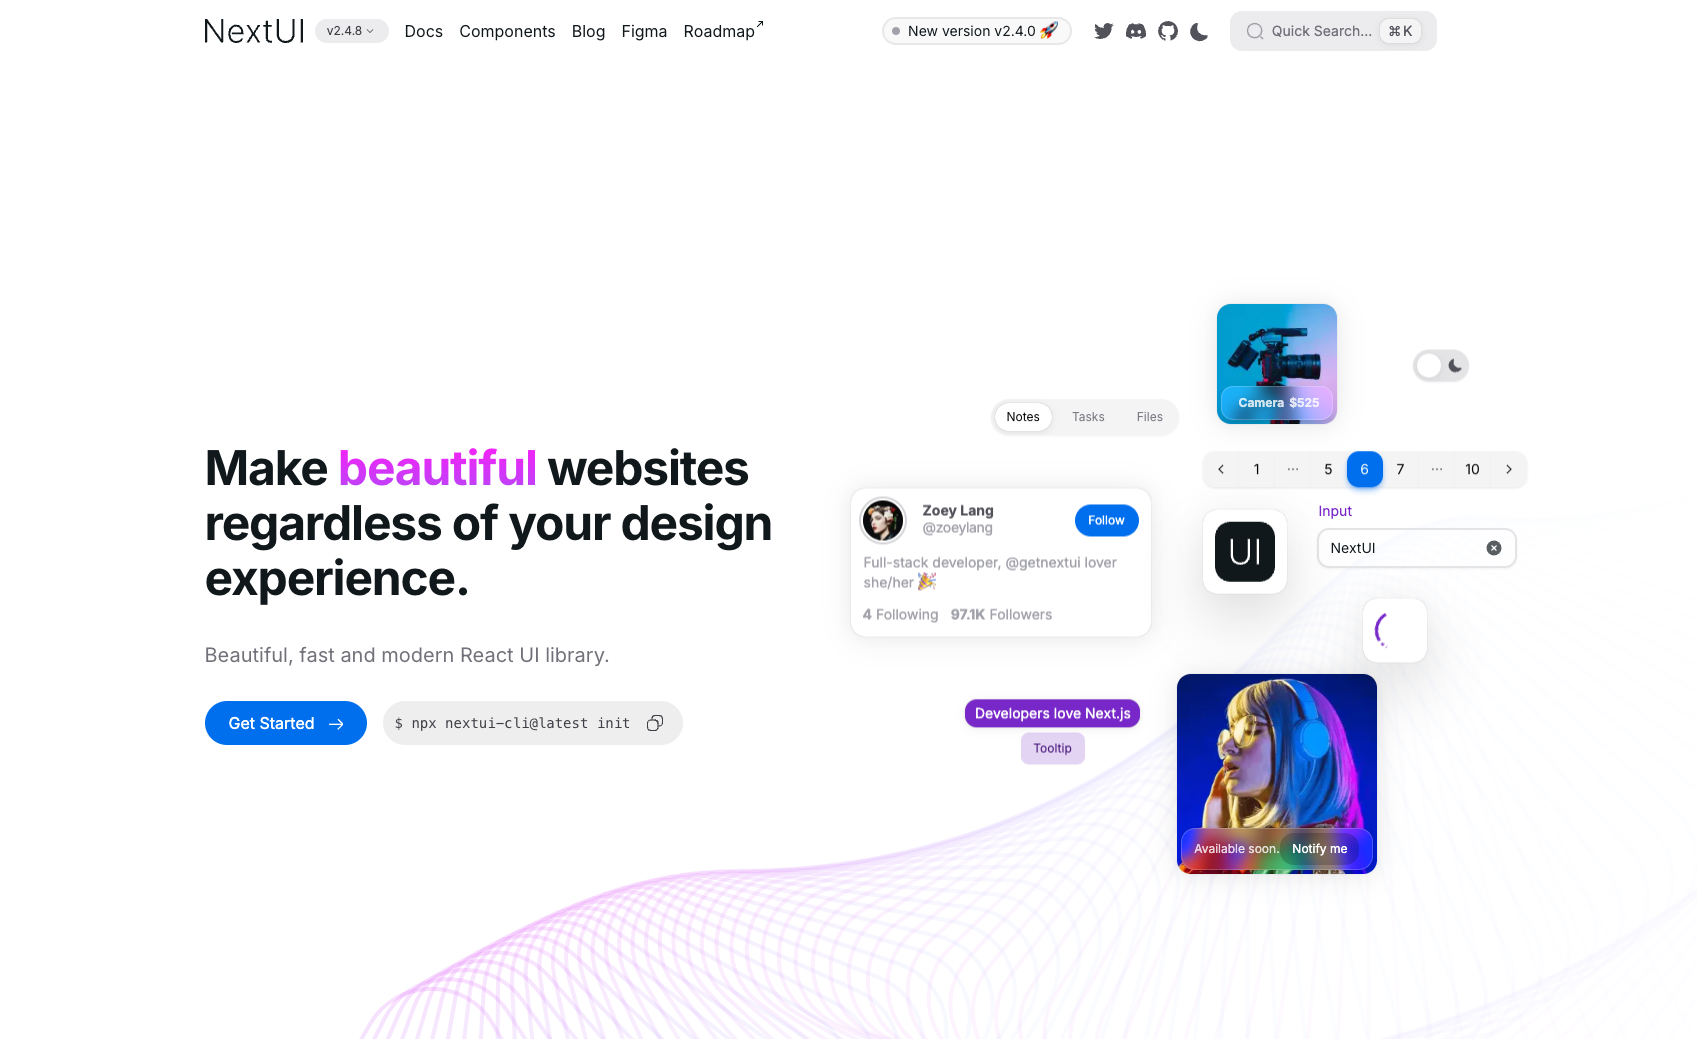 NextUI v2.4.8 Docs Components Blog Figma Roadmap New version v2.4.0 🚀 Quick Search... ⌘K
Camera $525
Notes Tasks Files
1 ... 5 6 7 ... 10
Make beautiful websites
regardless of your design
experience.
Beautiful, fast and modern React UI library.
Get Started → $ npx nextui-cli@latest init
Zoey Lang
@zoeylang
Follow
Full-stack developer, @getnextui lover
she/her 🎉
4 Following 97.1K Followers
UI
Input
NextUI
Developers love Next.js
Tooltip
Available soon. Notify me